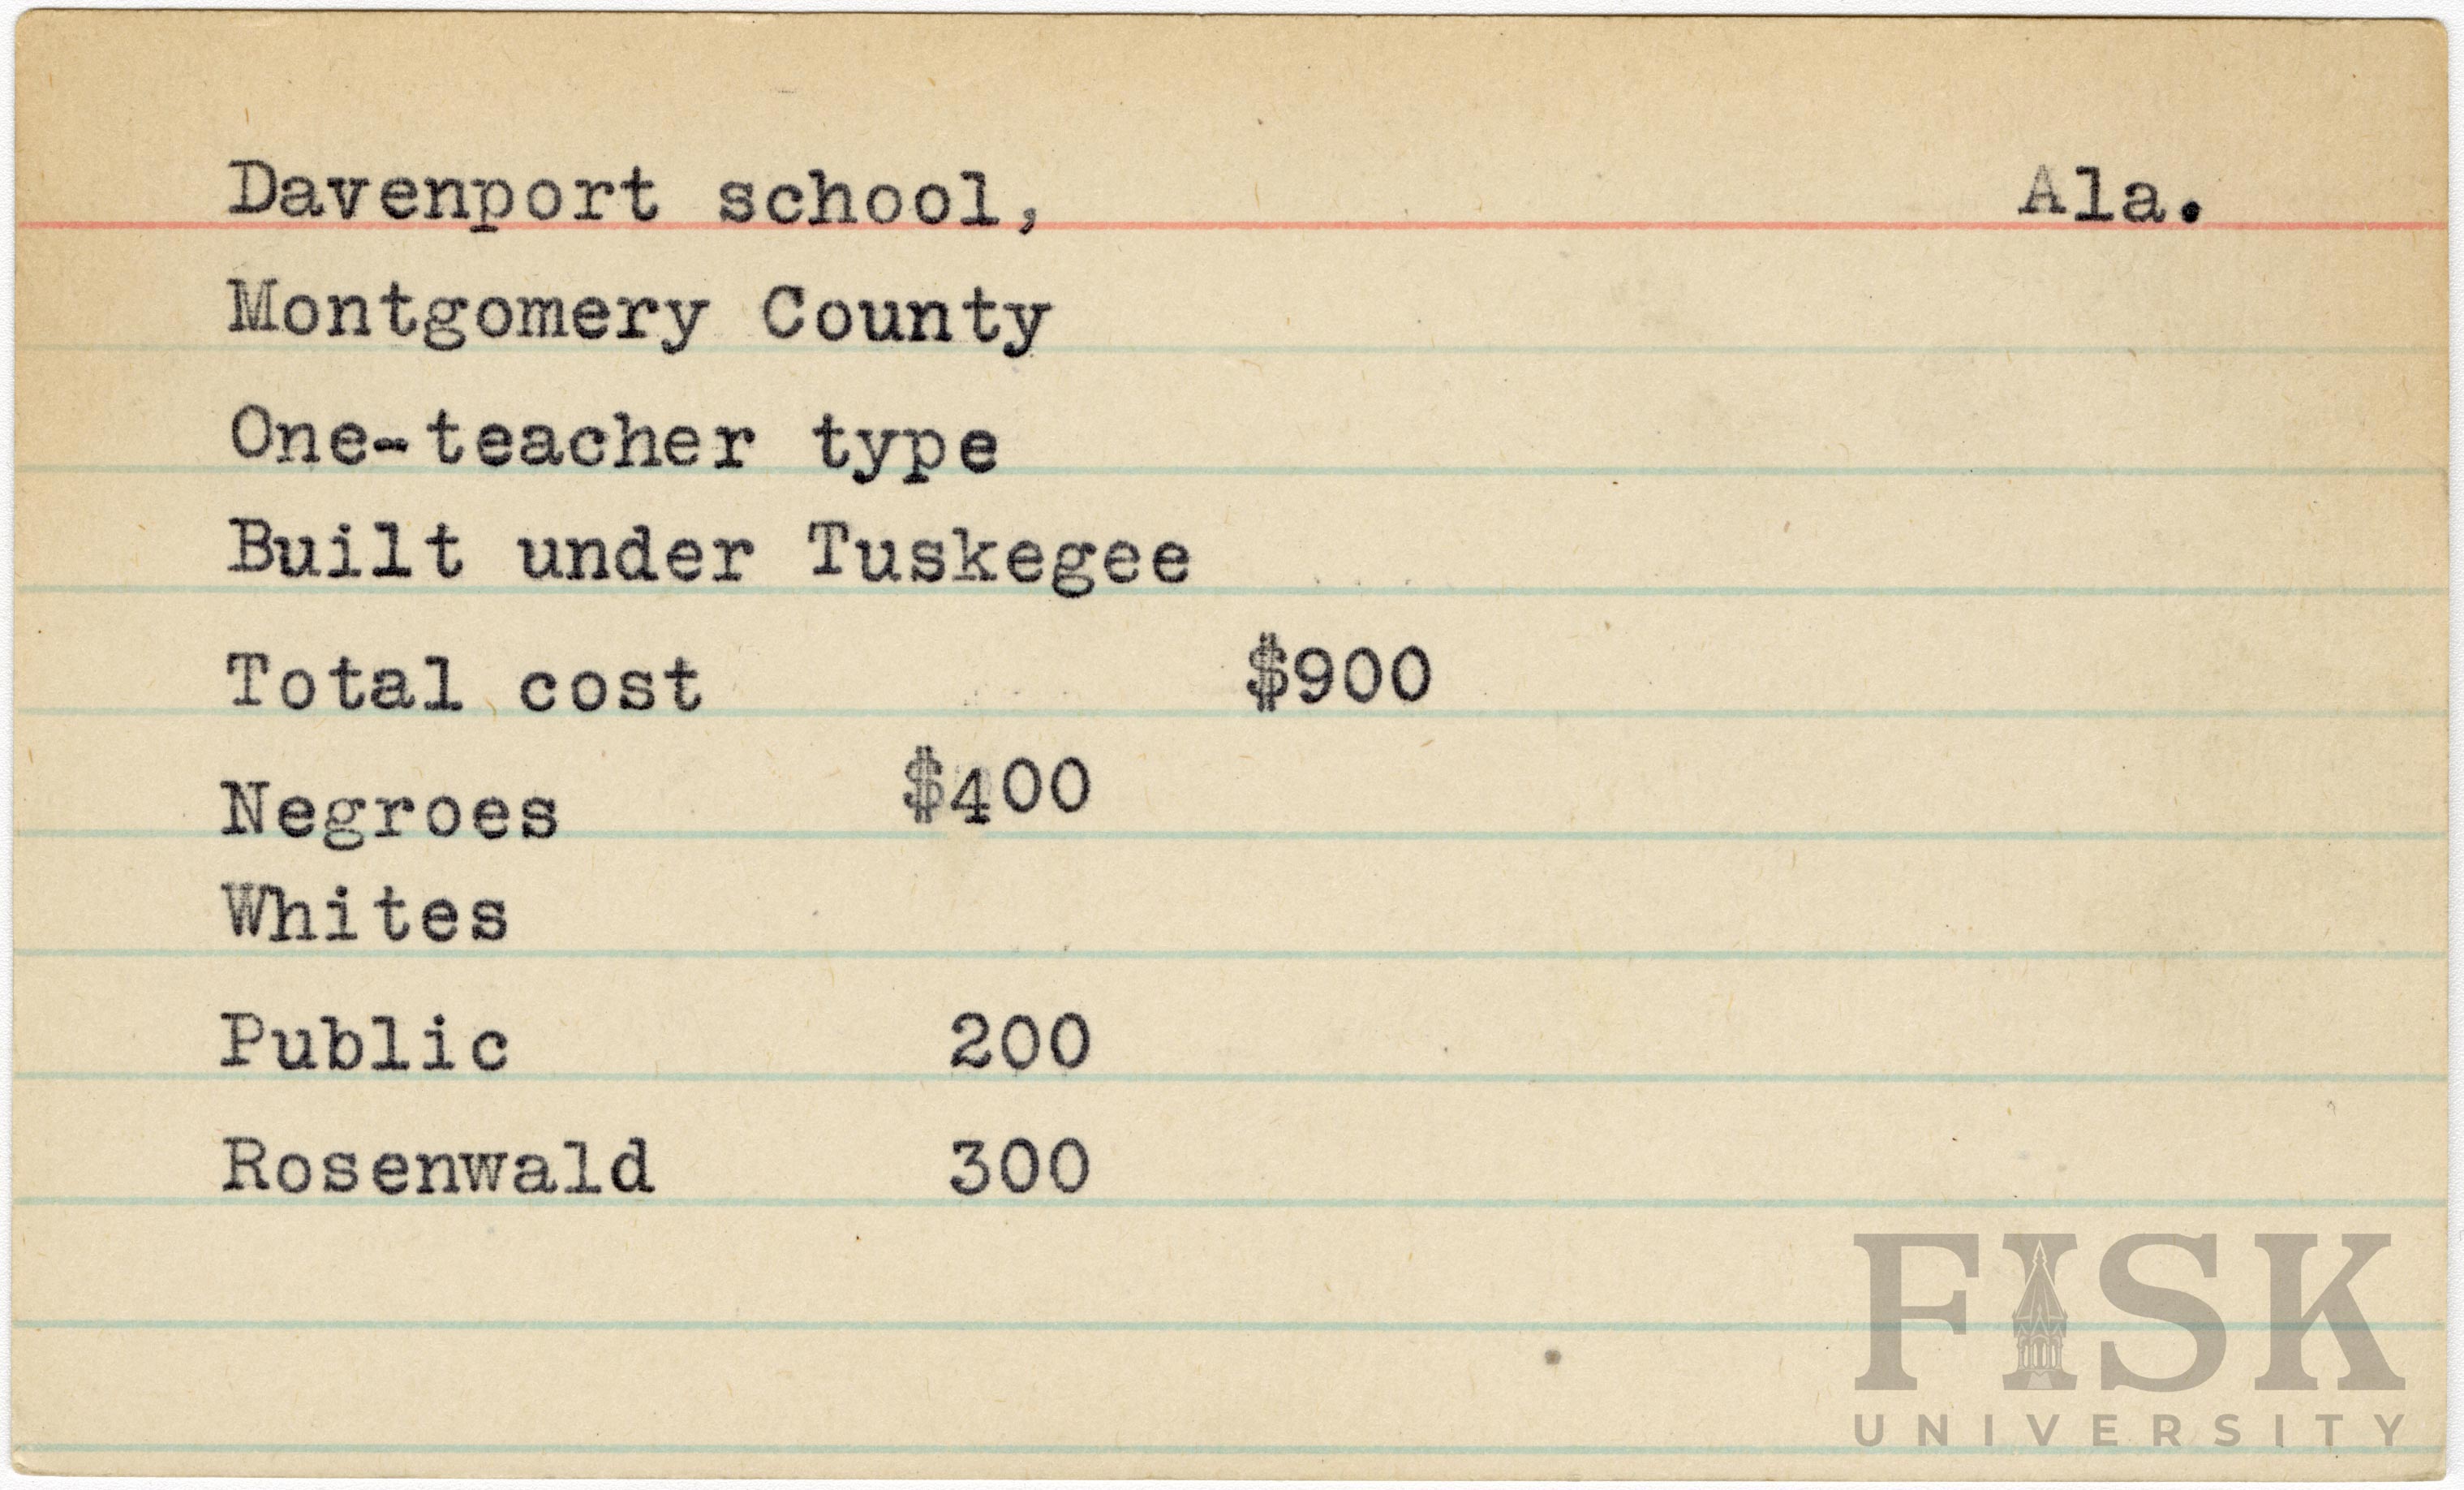 Davenport school, Ala.
Montgomery County
One-teacher type
Built under Tuskegee
Total cost $900
Negroes $400
Whites
Public 200
Rosenwald 300
FISK
UNIVERSITY